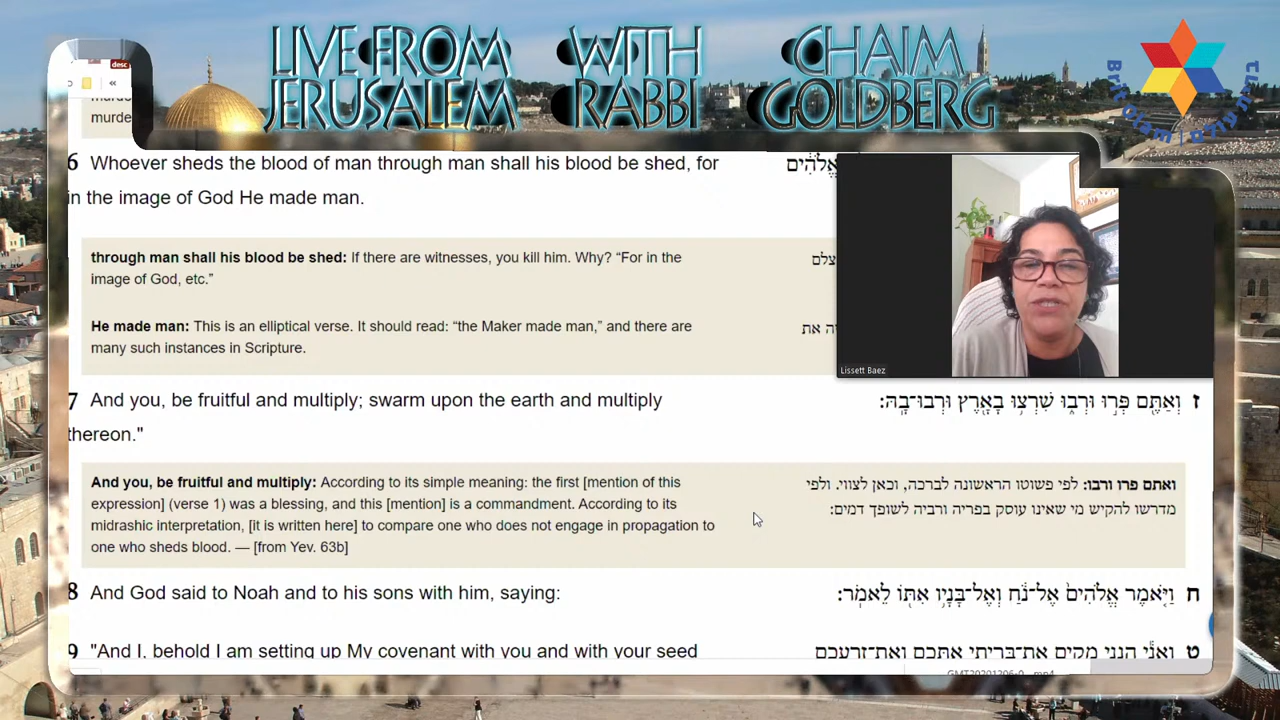 LIVE FROM WITH CHAIM
JERUSALEM RABBI GOLDBERG
Brit Olam | ברית עולם
desc
«
murde
6 Whoever sheds the blood of man through man shall his blood be shed, for
in the image of God He made man.
אֱלֹהִ֔ים
through man shall his blood be shed: If there are witnesses, you kill him. Why? “For in the
image of God, etc.”
צלם
He made man: This is an elliptical verse. It should read: “the Maker made man,” and there are
many such instances in Scripture.
יה את
Lissett Baez
7 And you, be fruitful and multiply; swarm upon the earth and multiply
thereon."
ז וְאַתֶּ֖ם פְּר֣וּ וּרְב֑וּ שִׁרְצ֥וּ בָאָ֖רֶץ וּרְבוּ־בָֽהּ:
And you, be fruitful and multiply: According to its simple meaning: the first [mention of this
expression] (verse 1) was a blessing, and this [mention] is a commandment. According to its
midrashic interpretation, [it is written here] to compare one who does not engage in propagation to
one who sheds blood. — [from Yev. 63b]
ואתם פרו ורבו: לפי פשוטו הראשונה לברכה, וכאן לצווי. ולפי
מדרשו להקיש מי שאינו עוסק בפריה ורביה לשופך דמים:
8 And God said to Noah and to his sons with him, saying:
ח וַיֹּ֤אמֶר אֱלֹהִים֙ אֶל־נֹ֔חַ וְאֶל־בָּנָ֥יו אִתּ֖וֹ לֵאמֹֽר:
9 "And I, behold I am setting up My covenant with you and with your seed
ט וַאֲנִ֕י הִנְנִ֥י מֵקִ֛ים אֶת־בְּרִיתִ֖י אִתְּכֶ֑ם וְאֶת־זַרְעֲכֶ֖ם